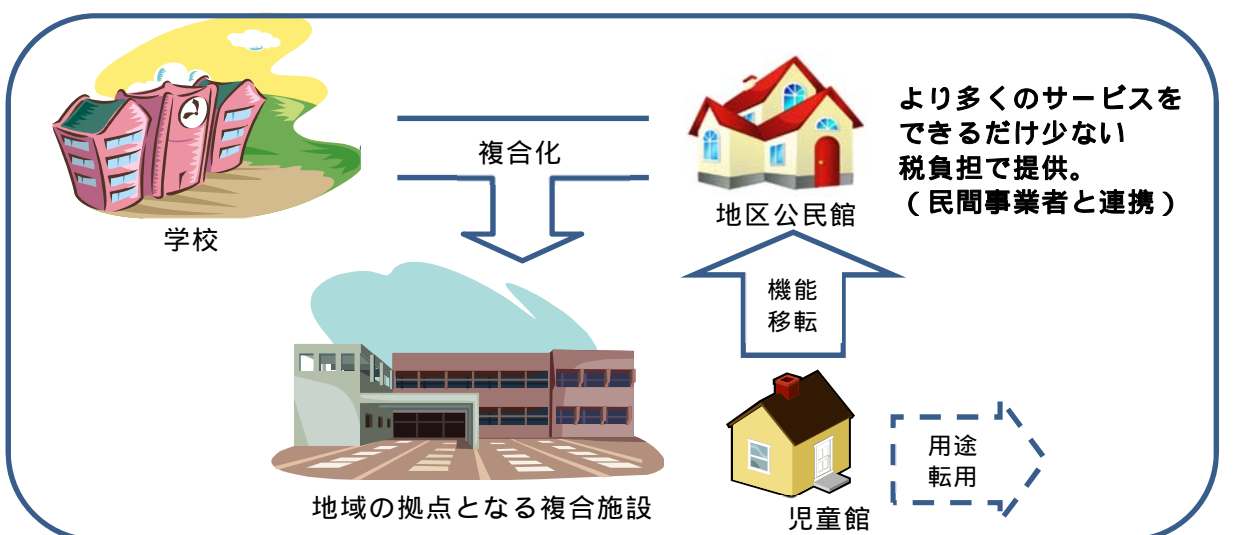 より多くのサービスを
できるだけ少ない
税負担で提供。
（民間事業者と連携）
複合化
地区公民館
学校
機能
移転
用途
転用
地域の拠点となる複合施設
児童館